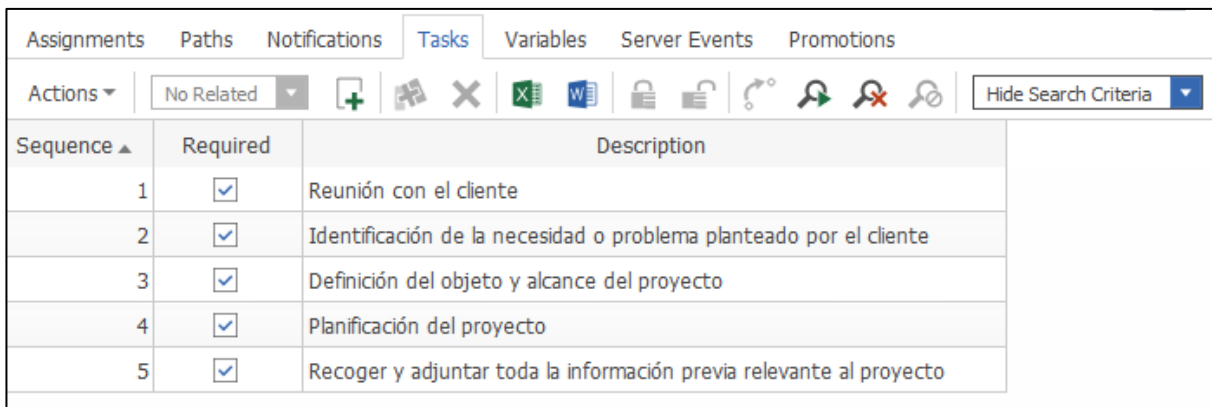 Assignments Paths Notifications Tasks Variables Server Events Promotions
Actions No Related Hide Search Criteria
Sequence Required Description
1 Reunión con el cliente
2 Identificación de la necesidad o problema planteado por el cliente
3 Definición del objeto y alcance del proyecto
4 Planificación del proyecto
5 Recoger y adjuntar toda la información previa relevante al proyecto